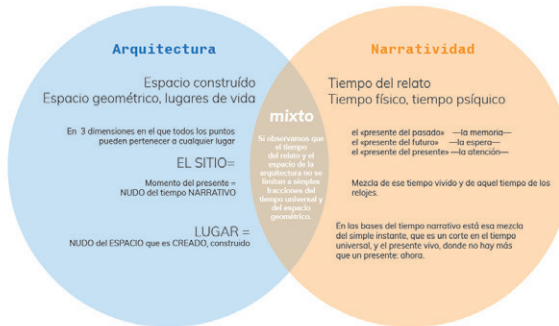 Arquitectura
Espacio construído
Espacio geométrico, lugares de vida
En 3 dimensiones en el que todos los puntos
pueden pertenecer a cualquier lugar
EL SITIO=
Momento del presente =
NUDO del tiempo NARRATIVO
LUGAR =
NUDO del ESPACIO que es CREADO, construido
mixto
Si observamos que
el tiempo
del relato y el
espacio de la
arquitectura no se
limitan a simples
fracciones del
tiempo universal y
del espacio
geométrico.
Narratividad
Tiempo del relato
Tiempo físico, tiempo psíquico
el «presente del pasado» —la memoria—
el «presente del futuro» —la espera—
el «presente del presente» —la atención—
Mezcla de ese tiempo vivido y de aquel tiempo de los
relojes.
En las bases del tiempo narrativo está esa mezcla
del simple instante, que es un corte en el tiempo
universal, y el presente vivo, donde no hay más
que un presente: ahora.